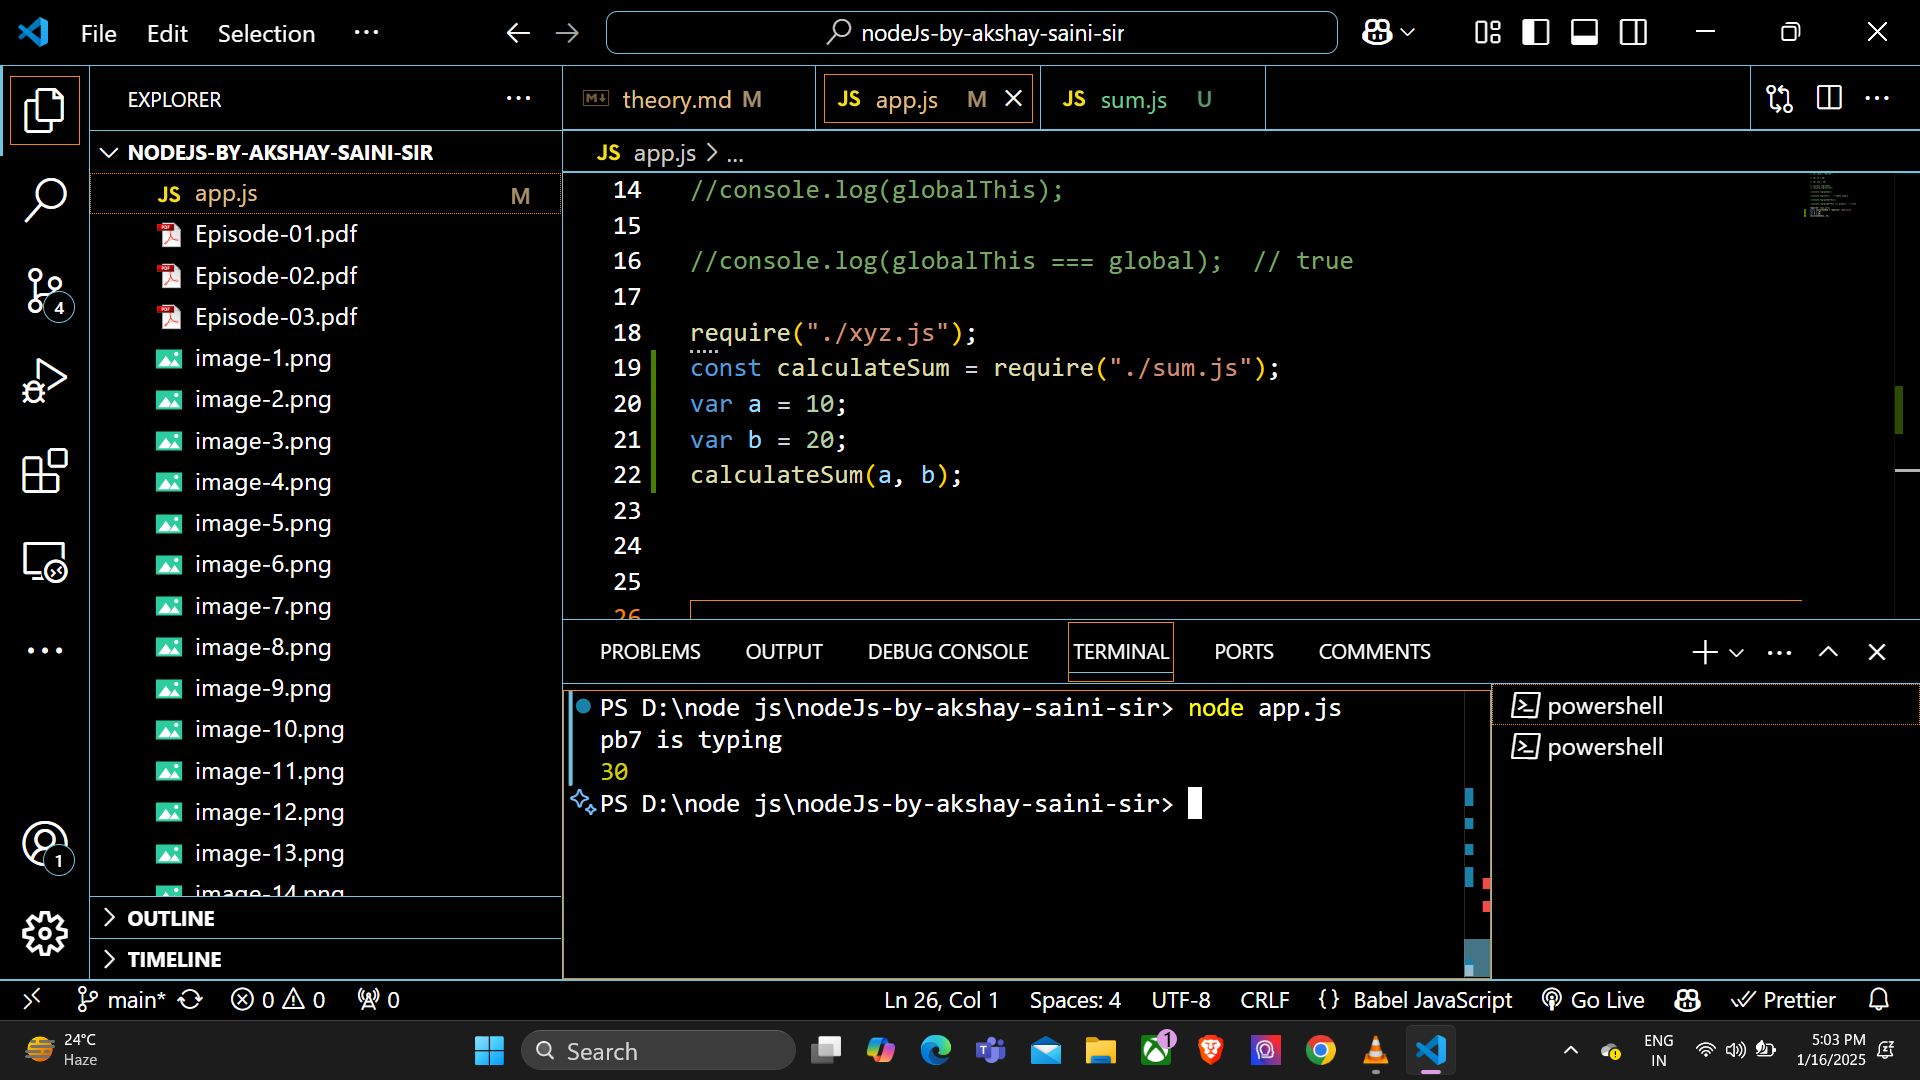 File Edit Selection ...
nodeJs-by-akshay-saini-sir
EXPLORER
NODEJS-BY-AKSHAY-SAINI-SIR
JS app.js M
Episode-01.pdf
Episode-02.pdf
Episode-03.pdf
image-1.png
image-2.png
image-3.png
image-4.png
image-5.png
image-6.png
image-7.png
image-8.png
image-9.png
image-10.png
image-11.png
image-12.png
image-13.png
image-14.png
OUTLINE
TIMELINE
4
1
theory.md M
JS app.js M
JS sum.js U
JS app.js > ...
14 //console.log(globalThis);
15
16 //console.log(globalThis === global);  // true
17
18 require("./xyz.js");
19 const calculateSum = require("./sum.js");
20 var a = 10;
21 var b = 20;
22 calculateSum(a, b);
23
24
25
26
PROBLEMS OUTPUT DEBUG CONSOLE TERMINAL PORTS COMMENTS
PS D:\node js\nodeJs-by-akshay-saini-sir> node app.js
pb7 is typing
30
PS D:\node js\nodeJs-by-akshay-saini-sir>
powershell
powershell
main* 0 0 0 Ln 26, Col 1 Spaces: 4 UTF-8 CRLF {} Babel JavaScript Go Live Prettier
24°C
Haze
Search
1
ENG
IN
5:03 PM
1/16/2025